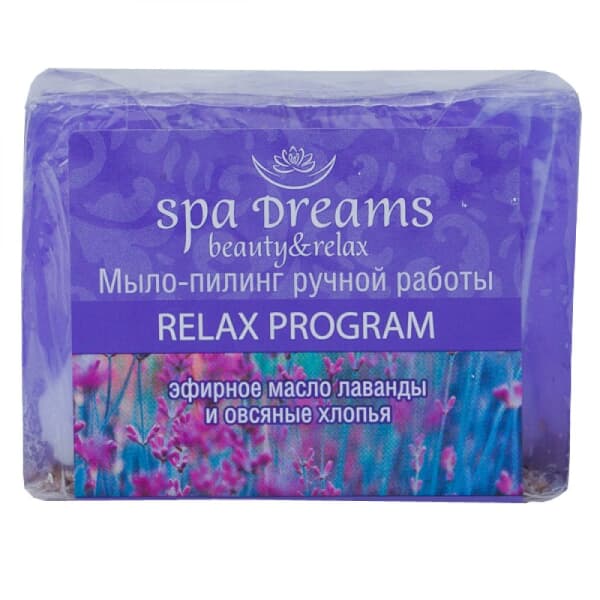 spa Dreams
beauty&relax
Мыло-пилинг ручной работы
RELAX PROGRAM
эфирное масло лаванды
и овсяные хлопья